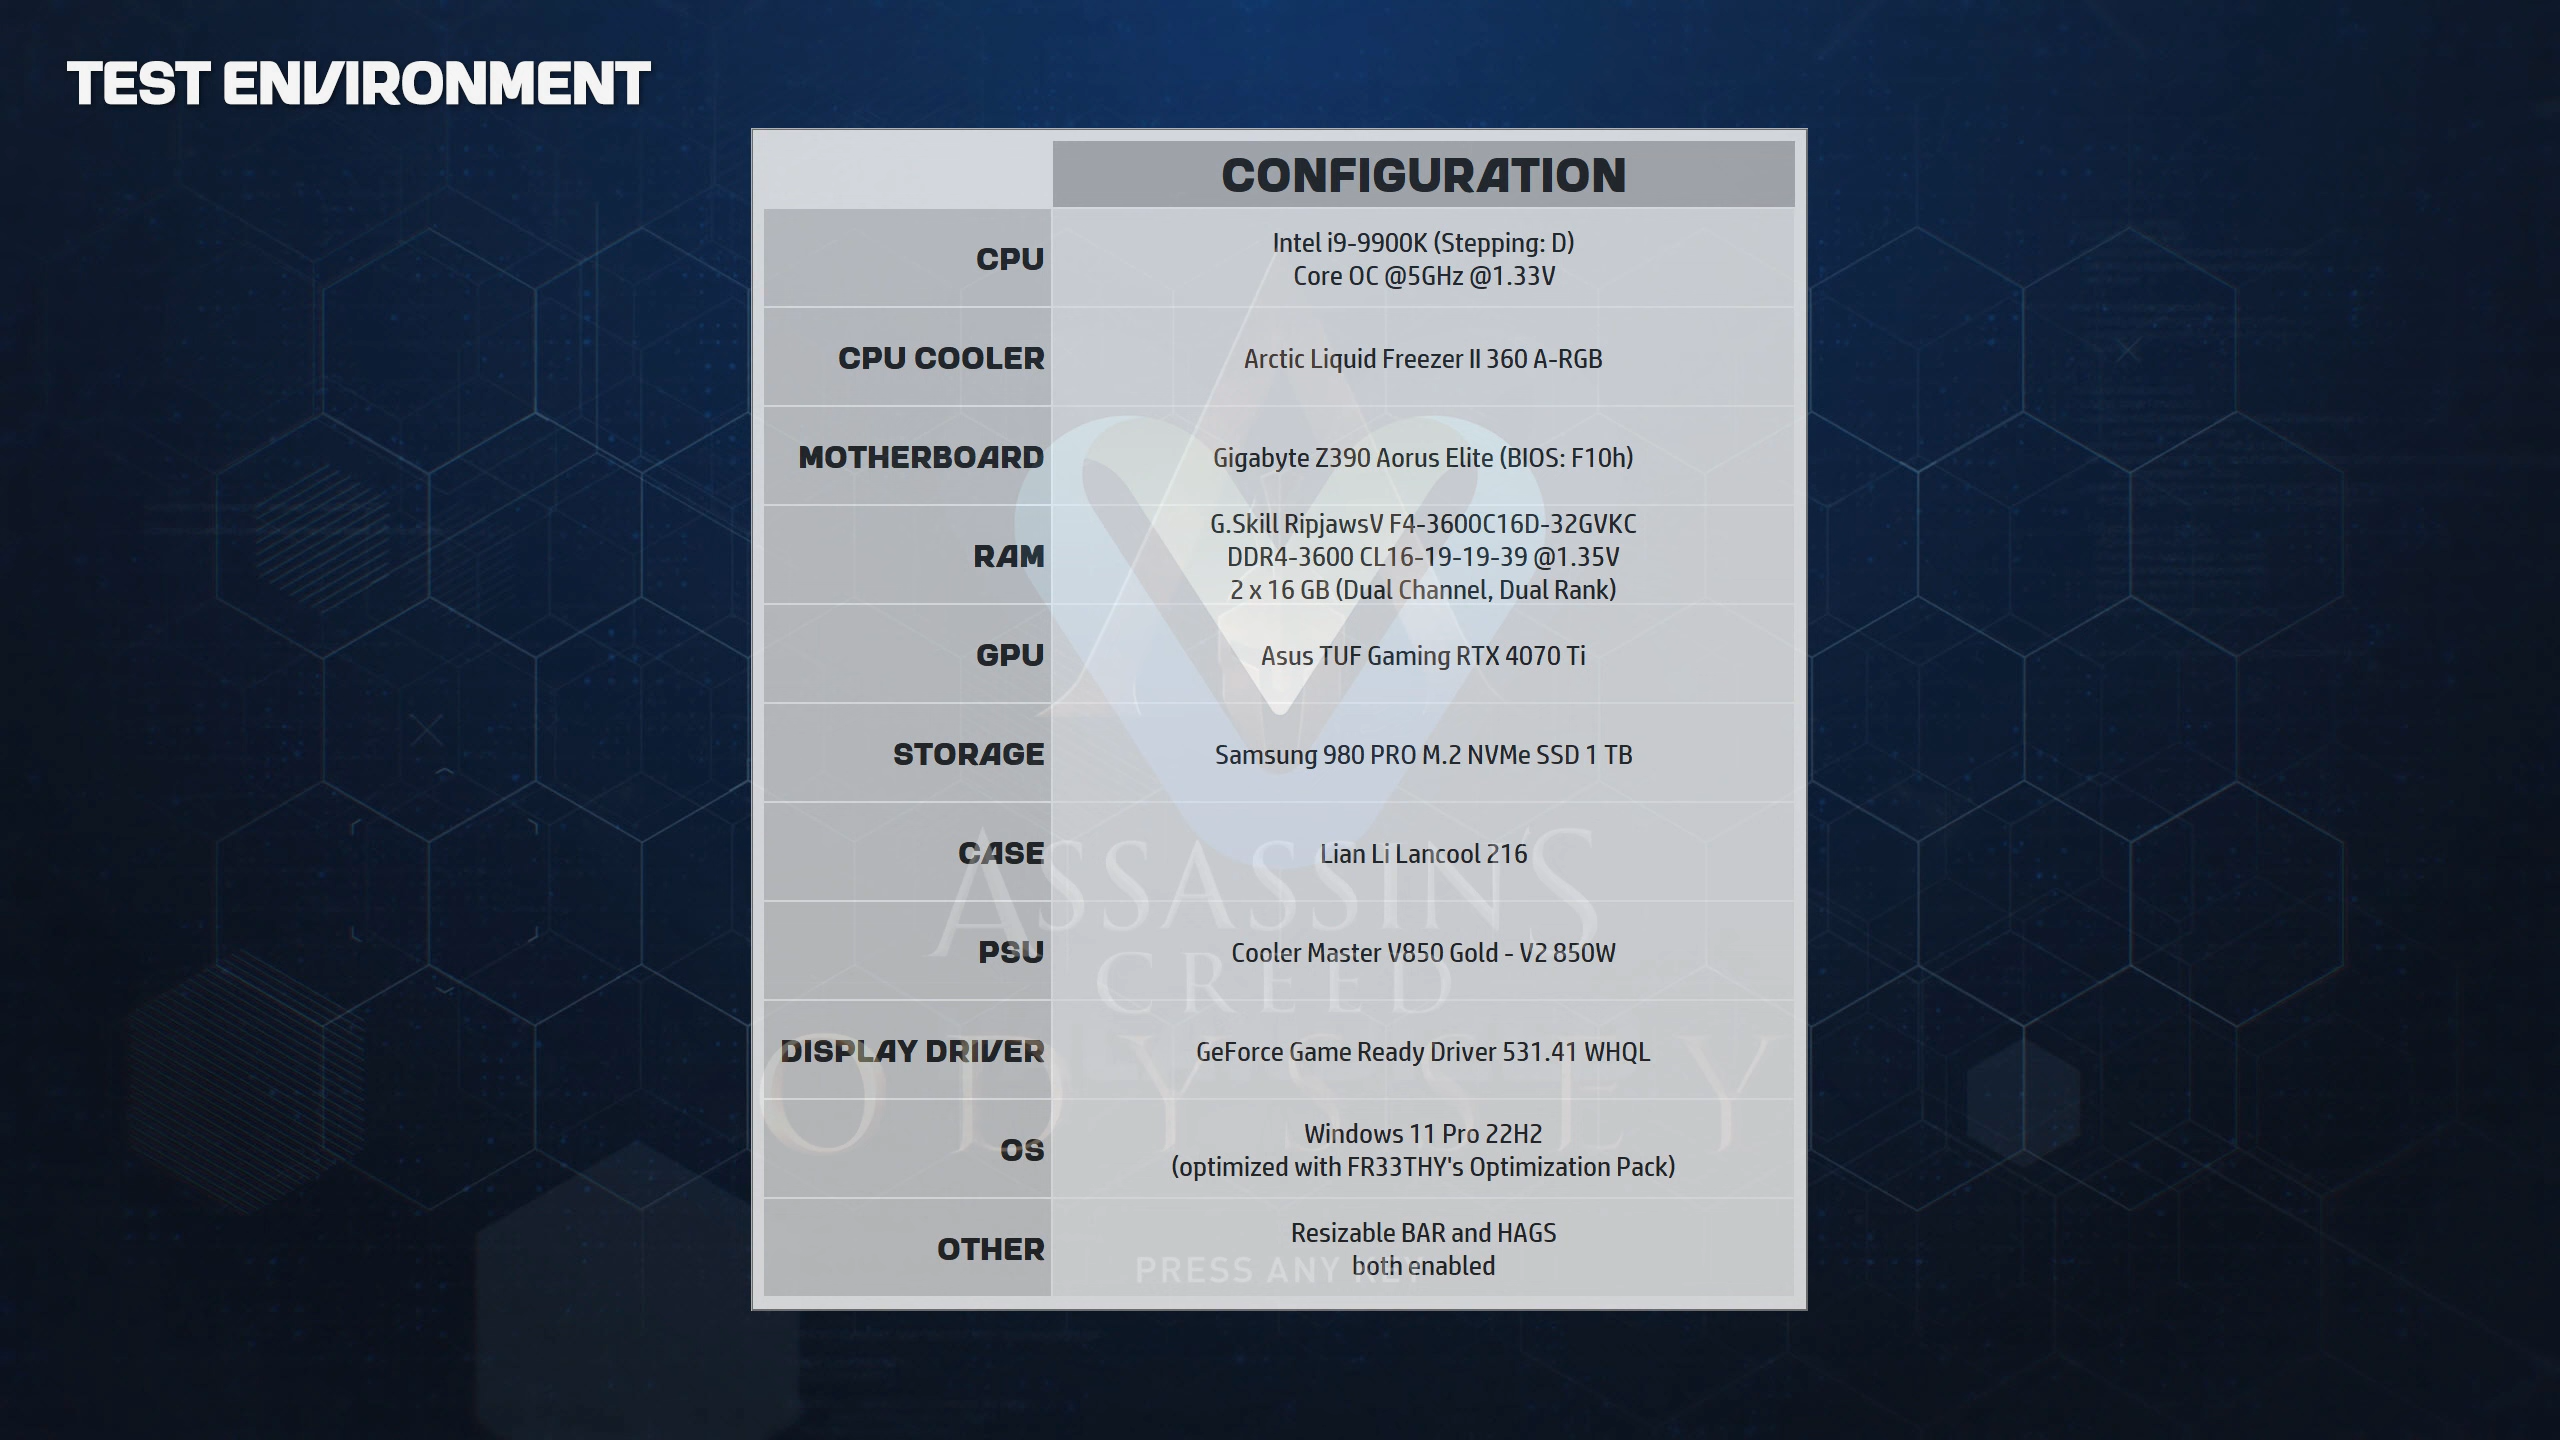 TEST ENVIRONMENT
CONFIGURATION
CPU
Intel i9-9900K (Stepping: D)
Core OC @5GHz @1.33V
CPU COOLER
Arctic Liquid Freezer II 360 A-RGB
MOTHERBOARD
Gigabyte Z390 Aorus Elite (BIOS: F10h)
RAM
G.Skill RipjawsV F4-3600C16D-32GVKC
DDR4-3600 CL16-19-19-39 @1.35V
2 x 16 GB (Dual Channel, Dual Rank)
GPU
Asus TUF Gaming RTX 4070 Ti
STORAGE
Samsung 980 PRO M.2 NVMe SSD 1 TB
CASE
Lian Li Lancool 216
ASSASSIN'S
PSU
Cooler Master V850 Gold - V2 850W
CREED
DISPLAY DRIVER
GeForce Game Ready Driver 531.41 WHQL
ODYSSEY
OS
Windows 11 Pro 22H2
(optimized with FR33THY's Optimization Pack)
OTHER
Resizable BAR and HAGS
both enabled
PRESS ANY KEY